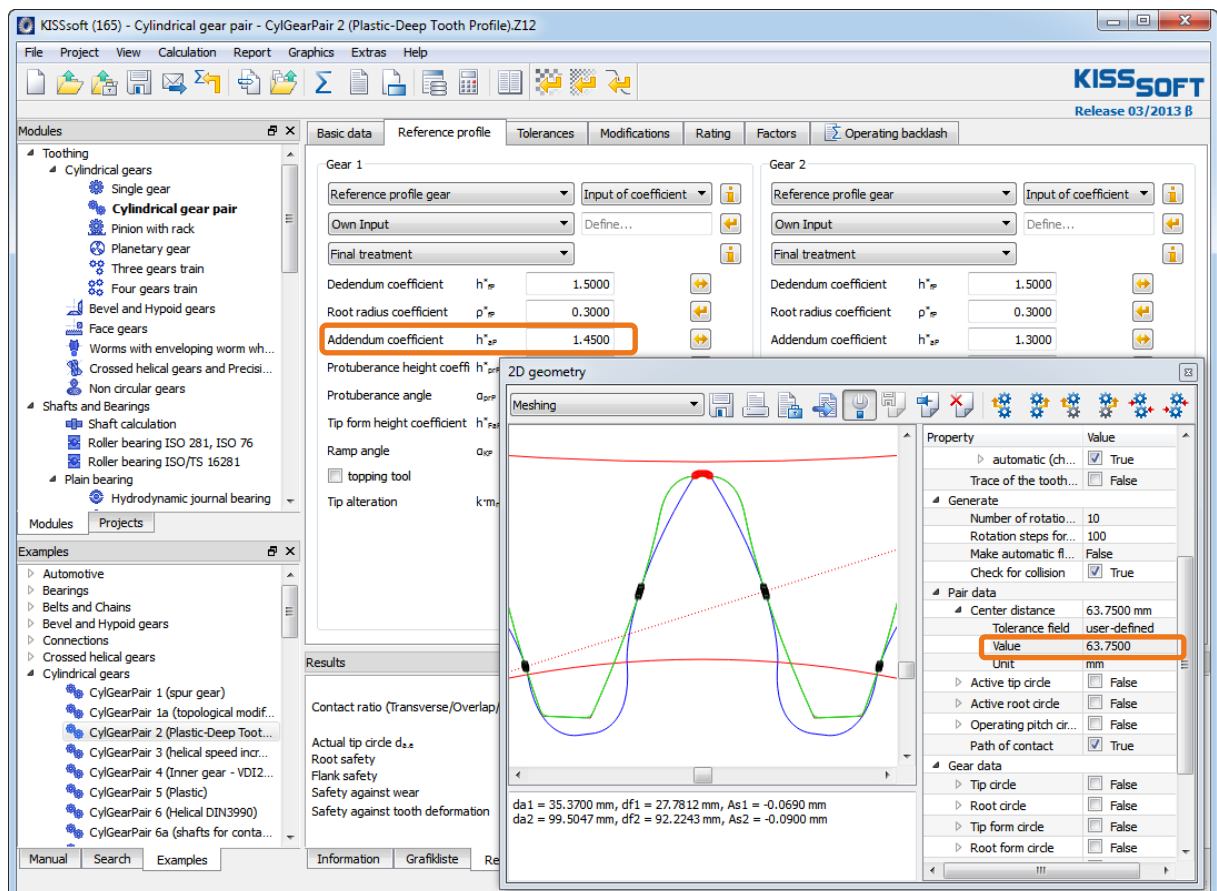 KISSsoft (165) - Cylindrical gear pair - CylGearPair 2 (Plastic-Deep Tooth Profile).Z12
File Project View Calculation Report Graphics Extras Help
KISSSOFT
Release 03/2013 β
Modules
Toothing
Cylindrical gears
Single gear
Cylindrical gear pair
Pinion with rack
Planetary gear
Three gears train
Four gears train
Bevel and Hypoid gears
Face gears
Worms with enveloping worm wh...
Crossed helical gears and Precisi...
Non circular gears
Shafts and Bearings
Shaft calculation
Roller bearing ISO 281, ISO 76
Roller bearing ISO/TS 16281
Plain bearing
Hydrodynamic journal bearing
Modules Projects
Examples
Automotive
Bearings
Belts and Chains
Bevel and Hypoid gears
Connections
Crossed helical gears
Cylindrical gears
CylGearPair 1 (spur gear)
CylGearPair 1a (topological modif...
CylGearPair 2 (Plastic-Deep Toot...
CylGearPair 3 (helical speed incr...
CylGearPair 4 (Inner gear - VDI2...
CylGearPair 5 (Plastic)
CylGearPair 6 (Helical DIN3990)
CylGearPair 6a (shafts for conta...
Manual Search Examples
Basic data Reference profile Tolerances Modifications Rating Factors Operating backlash
Gear 1
Reference profile gear Input of coefficient
Own Input Define...
Final treatment
Dedendum coefficient h*fP 1.5000
Root radius coefficient ρ*fP 0.3000
Addendum coefficient h*aP 1.4500
Protuberance height coeffi h*prP
Protuberance angle αprP
Tip form height coefficient h*FaP
Ramp angle αKP
topping tool
Tip alteration k·mn
Gear 2
Reference profile gear Input of coefficient
Own Input Define...
Final treatment
Dedendum coefficient h*fP 1.5000
Root radius coefficient ρ*fP 0.3000
Addendum coefficient h*aP 1.3000
Results
Contact ratio (Transverse/Overlap/
Actual tip circle da.e
Root safety
Flank safety
Safety against wear
Safety against tooth deformation
Information Grafikliste Re
2D geometry
Meshing
da1 = 35.3700 mm, df1 = 27.7812 mm, As1 = -0.0690 mm
da2 = 99.5047 mm, df2 = 92.2243 mm, As2 = -0.0900 mm
Property Value
automatic (ch... True
Trace of the tooth... False
Generate
Number of rotatio... 10
Rotation steps for... 100
Make automatic fl... False
Check for collision True
Pair data
Center distance 63.7500 mm
Tolerance field user-defined
Value 63.7500
Unit mm
Active tip circle False
Active root circle False
Operating pitch cir... False
Path of contact True
Gear data
Tip circle False
Root circle False
Tip form circle False
Root form circle False